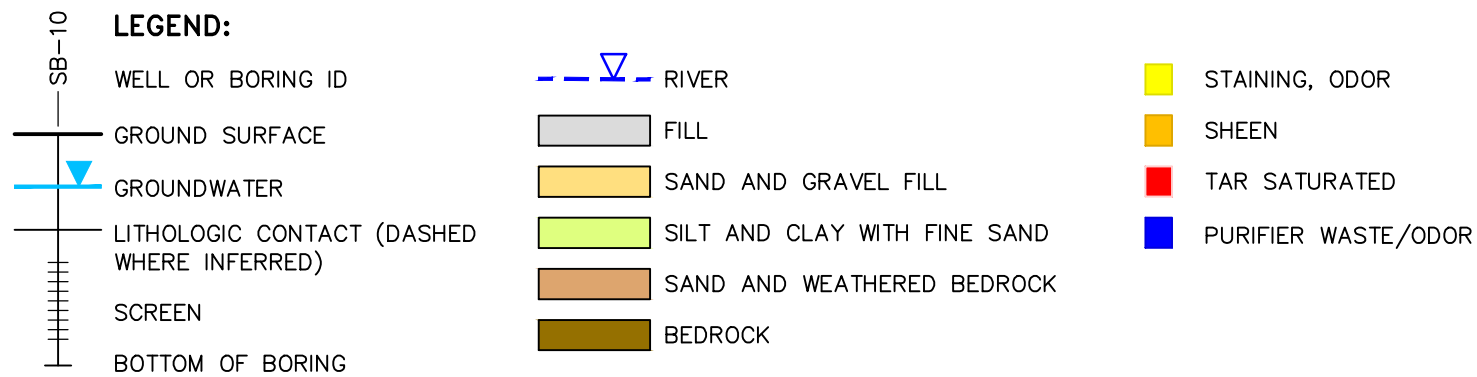 SB-10
LEGEND:
WELL OR BORING ID
GROUND SURFACE
GROUNDWATER
LITHOLOGIC CONTACT (DASHED
WHERE INFERRED)
SCREEN
BOTTOM OF BORING
RIVER
FILL
SAND AND GRAVEL FILL
SILT AND CLAY WITH FINE SAND
SAND AND WEATHERED BEDROCK
BEDROCK
STAINING, ODOR
SHEEN
TAR SATURATED
PURIFIER WASTE/ODOR